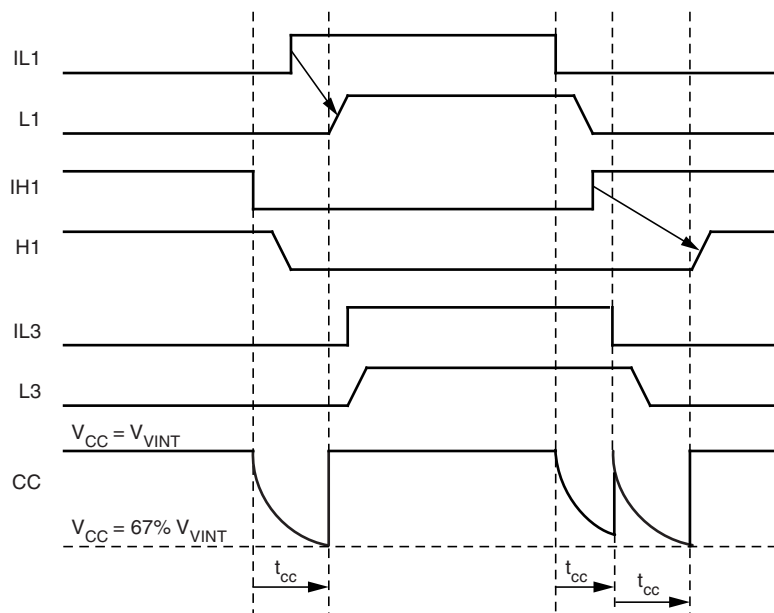 IL1
L1
IH1
H1
IL3
L3
V_CC = V_VINT
CC
V_CC = 67% V_VINT
t_cc
t_cc
t_cc